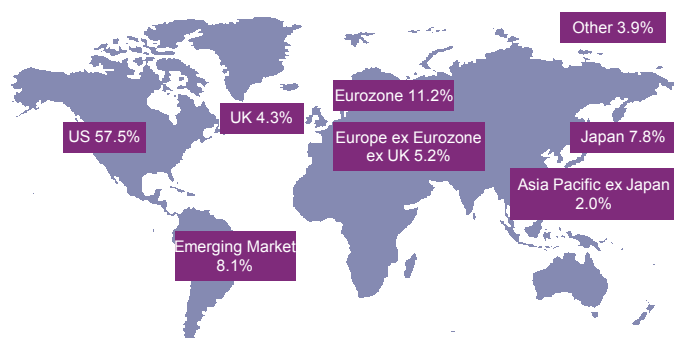 Other 3.9%
Eurozone 11.2%
UK 4.3%
US 57.5%
Europe ex Eurozone
ex UK 5.2%
Japan 7.8%
Asia Pacific ex Japan
2.0%
Emerging Market
8.1%